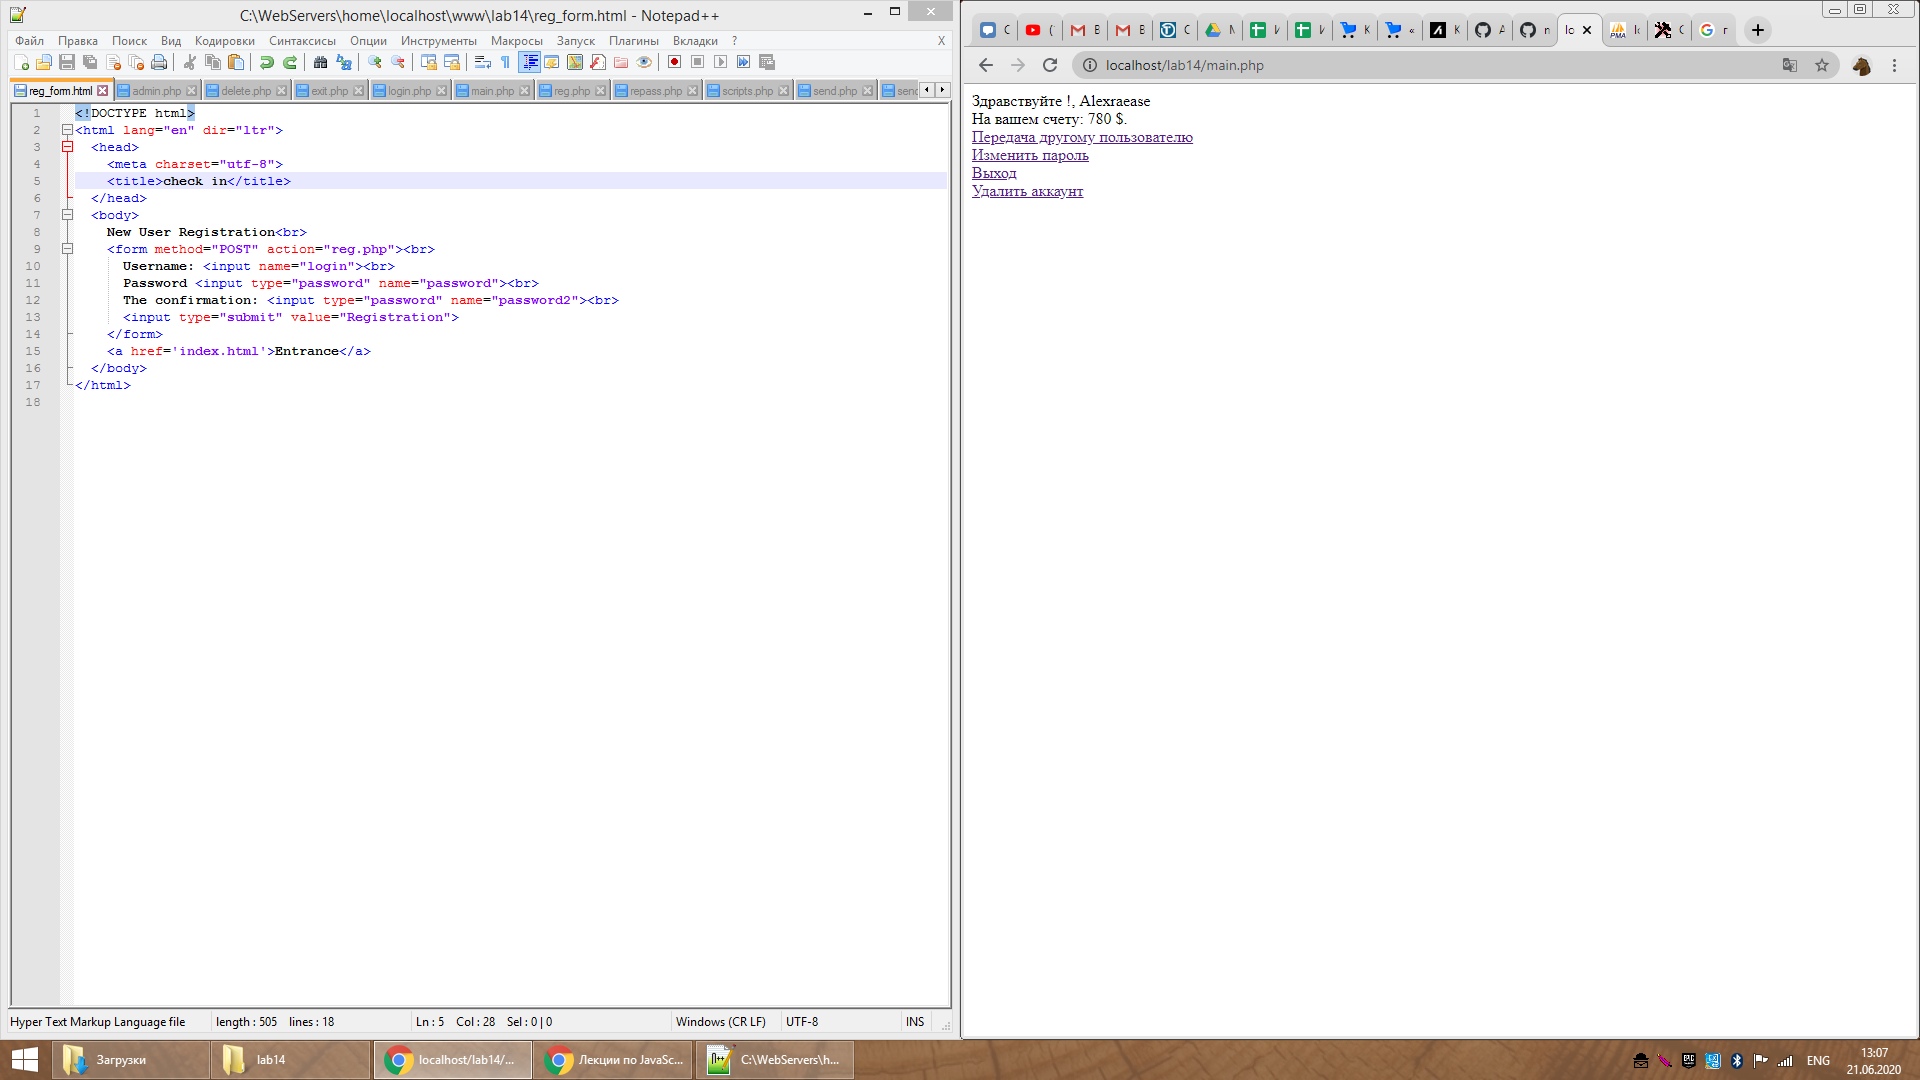 C:\WebServers\home\localhost\www\lab14\reg_form.html - Notepad++
Файл Правка Поиск Вид Кодировки Синтаксисы Опции Инструменты Макросы Запуск Плагины Вкладки ? X
reg_form.html admin.php delete.php exit.php login.php main.php reg.php repass.php scripts.php send.php
1 <!DOCTYPE html>
2 <html lang="en" dir="ltr">
3 <head>
4 <meta charset="utf-8">
5 <title>check in</title>
6 </head>
7 <body>
8 New User Registration<br>
9 <form method="POST" action="reg.php"><br>
10 Username: <input name="login"><br>
11 Password <input type="password" name="password"><br>
12 The confirmation: <input type="password" name="password2"><br>
13 <input type="submit" value="Registration">
14 </form>
15 <a href='index.html'>Entrance</a>
16 </body>
17 </html>
18
Hyper Text Markup Language file length : 505 lines : 18 Ln : 5 Col : 28 Sel : 0 | 0 Windows (CR LF) UTF-8 INS
localhost/lab14/main.php
Здравствуйте !, Alexraease
На вашем счету: 780 $.
Передача другому пользователю
Изменить пароль
Выход
Удалить аккаунт
Загрузки lab14 localhost/lab14/... Лекции по JavaSc... C:\WebServers\h... ENG
13:07
21.06.2020